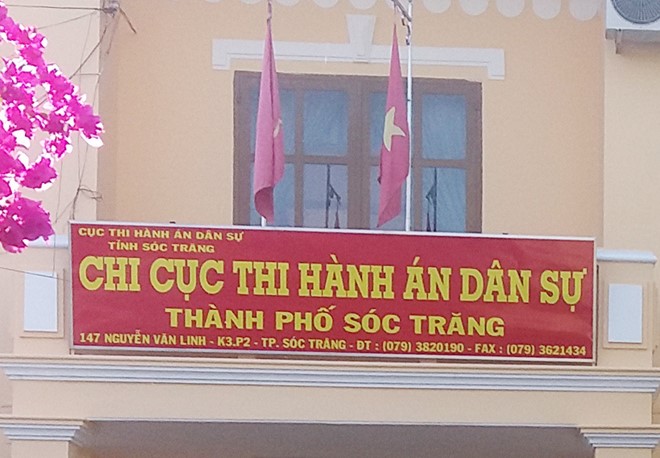 CỤC THI HÀNH ÁN DÂN SỰ
TỈNH SÓC TRĂNG
CHI CỤC THI HÀNH ÁN DÂN SỰ
THÀNH PHỐ SÓC TRĂNG
147 NGUYỄN VĂN LINH - K3.P2 - TP. SÓC TRĂNG - ĐT : (079) 3820190 - FAX : (079) 3621434